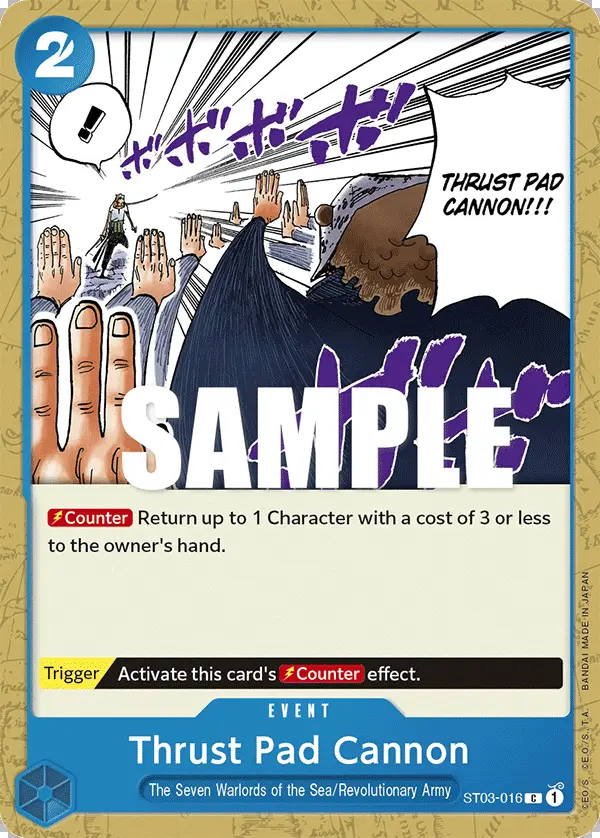 2
!
ボボボボ
THRUST PAD
CANNON!!!
SAMPLE
⚡Counter Return up to 1 Character with a cost of 3 or less
to the owner's hand.
Trigger Activate this card's ⚡Counter effect.
EVENT
Thrust Pad Cannon
The Seven Warlords of the Sea/Revolutionary Army
ST03-016 C 1
©E.O./S. ©E.O./S.,T.A. BANDAI MADE IN JAPAN